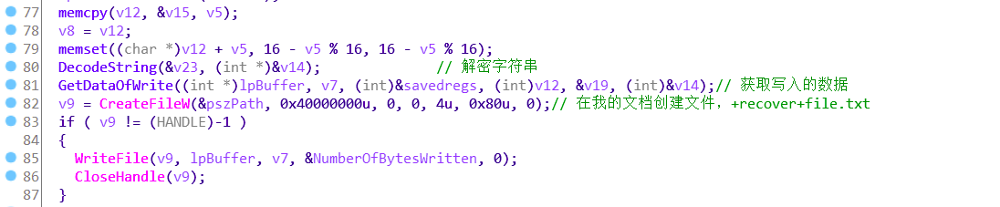 77 memcpy(v12, &v15, v5);
78 v8 = v12;
79 memset((char *)v12 + v5, 16 - v5 % 16, 16 - v5 % 16);
80 DecodeString(&v23, (int *)&v14); // 解密字符串
81 GetDataOfWrite((int *)lpBuffer, v7, (int)&savedregs, (int)v12, &v19, (int)&v14);// 获取写入的数据
82 v9 = CreateFileW(&pszPath, 0x40000000u, 0, 0, 4u, 0x80u, 0);// 在我的文档创建文件，+recover+file.txt
83 if ( v9 != (HANDLE)-1 )
84 {
85 WriteFile(v9, lpBuffer, v7, &NumberOfBytesWritten, 0);
86 CloseHandle(v9);
87 }